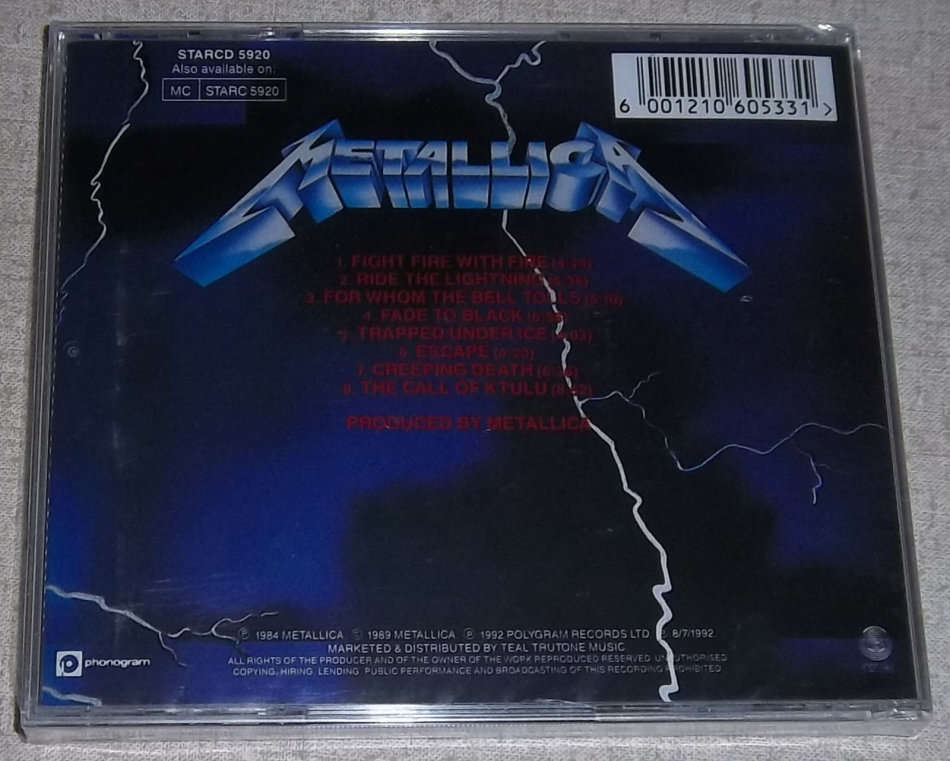 STARCD 5920
Also available on:
MC STARC 5920
6 001210 605331 >
METALLICA
1. FIGHT FIRE WITH FIRE
2. RIDE THE LIGHTNING
3. FOR WHOM THE BELL TOLLS
4. FADE TO BLACK
5. TRAPPED UNDER ICE
6. ESCAPE
7. CREEPING DEATH
8. THE CALL OF KTULU
PRODUCED BY METALLICA
℗ 1984 METALLICA © 1989 METALLICA ℗ 1992 POLYGRAM RECORDS LTD. 8/7/1992.
MARKETED & DISTRIBUTED BY TEAL TRUTONE MUSIC
phonogram
ALL RIGHTS OF THE PRODUCER AND OF THE OWNER OF THE WORK REPRODUCED RESERVED. UNAUTHORISED
COPYING, HIRING, LENDING, PUBLIC PERFORMANCE AND BROADCASTING OF THIS RECORDING PROHIBITED